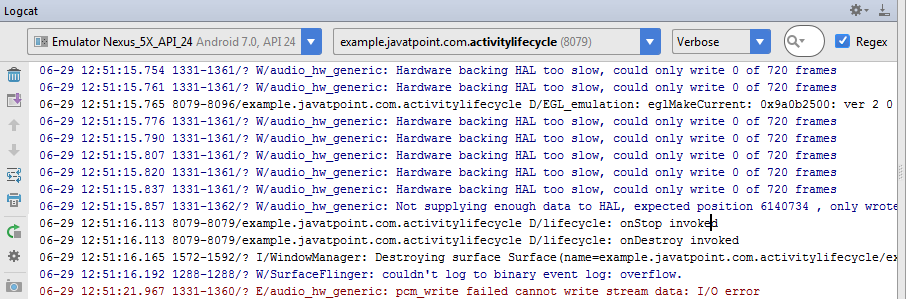 Logcat
Emulator Nexus_5X_API_24 Android 7.0, API 24
example.javatpoint.com.activitylifecycle (8079)
Verbose
Regex
06-29 12:51:15.754 1331-1361/? W/audio_hw_generic: Hardware backing HAL too slow, could only write 0 of 720 frames
06-29 12:51:15.761 1331-1361/? W/audio_hw_generic: Hardware backing HAL too slow, could only write 0 of 720 frames
06-29 12:51:15.765 8079-8096/example.javatpoint.com.activitylifecycle D/EGL_emulation: eglMakeCurrent: 0x9a0b2500: ver 2 0
06-29 12:51:15.776 1331-1361/? W/audio_hw_generic: Hardware backing HAL too slow, could only write 0 of 720 frames
06-29 12:51:15.790 1331-1361/? W/audio_hw_generic: Hardware backing HAL too slow, could only write 0 of 720 frames
06-29 12:51:15.807 1331-1361/? W/audio_hw_generic: Hardware backing HAL too slow, could only write 0 of 720 frames
06-29 12:51:15.820 1331-1361/? W/audio_hw_generic: Hardware backing HAL too slow, could only write 0 of 720 frames
06-29 12:51:15.837 1331-1361/? W/audio_hw_generic: Hardware backing HAL too slow, could only write 0 of 720 frames
06-29 12:51:15.857 1331-1362/? W/audio_hw_generic: Not supplying enough data to HAL, expected position 6140734 , only wrote
06-29 12:51:16.113 8079-8079/example.javatpoint.com.activitylifecycle D/lifecycle: onStop invoked
06-29 12:51:16.113 8079-8079/example.javatpoint.com.activitylifecycle D/lifecycle: onDestroy invoked
06-29 12:51:16.165 1572-1592/? I/WindowManager: Destroying surface Surface(name=example.javatpoint.com.activitylifecycle/ex
06-29 12:51:16.192 1288-1288/? W/SurfaceFlinger: couldn't log to binary event log: overflow.
06-29 12:51:21.967 1331-1360/? E/audio_hw_generic: pcm_write failed cannot write stream data: I/O error